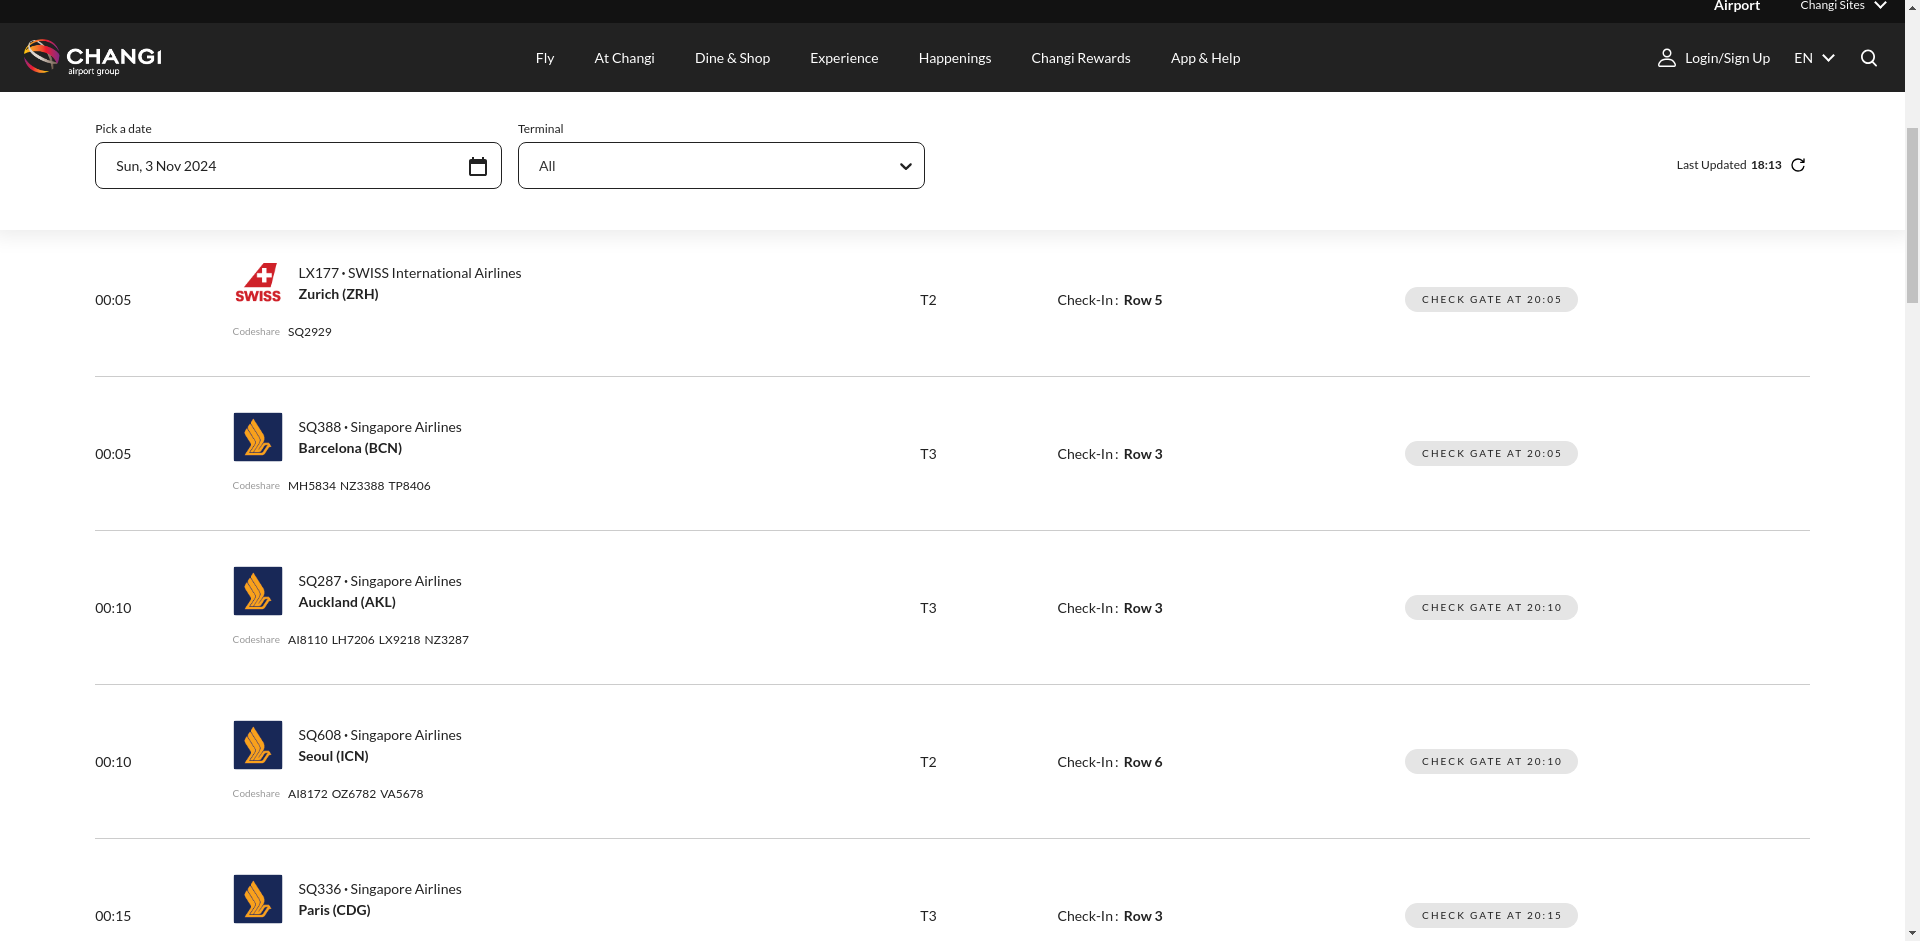 Airport Changi Sites
CHANGI
airport group
Fly At Changi Dine & Shop Experience Happenings Changi Rewards App & Help Login/Sign Up EN
Pick a date Terminal
Sun, 3 Nov 2024 All Last Updated 18:13
LX177 • SWISS International Airlines
SWISS Zurich (ZRH)
00:05 T2 Check-In : Row 5 CHECK GATE AT 20:05
Codeshare SQ2929
SQ388 • Singapore Airlines
Barcelona (BCN)
00:05 T3 Check-In : Row 3 CHECK GATE AT 20:05
Codeshare MH5834 NZ3388 TP8406
SQ287 • Singapore Airlines
Auckland (AKL)
00:10 T3 Check-In : Row 3 CHECK GATE AT 20:10
Codeshare AI8110 LH7206 LX9218 NZ3287
SQ608 • Singapore Airlines
Seoul (ICN)
00:10 T2 Check-In : Row 6 CHECK GATE AT 20:10
Codeshare AI8172 OZ6782 VA5678
SQ336 • Singapore Airlines
Paris (CDG)
00:15 T3 Check-In : Row 3 CHECK GATE AT 20:15